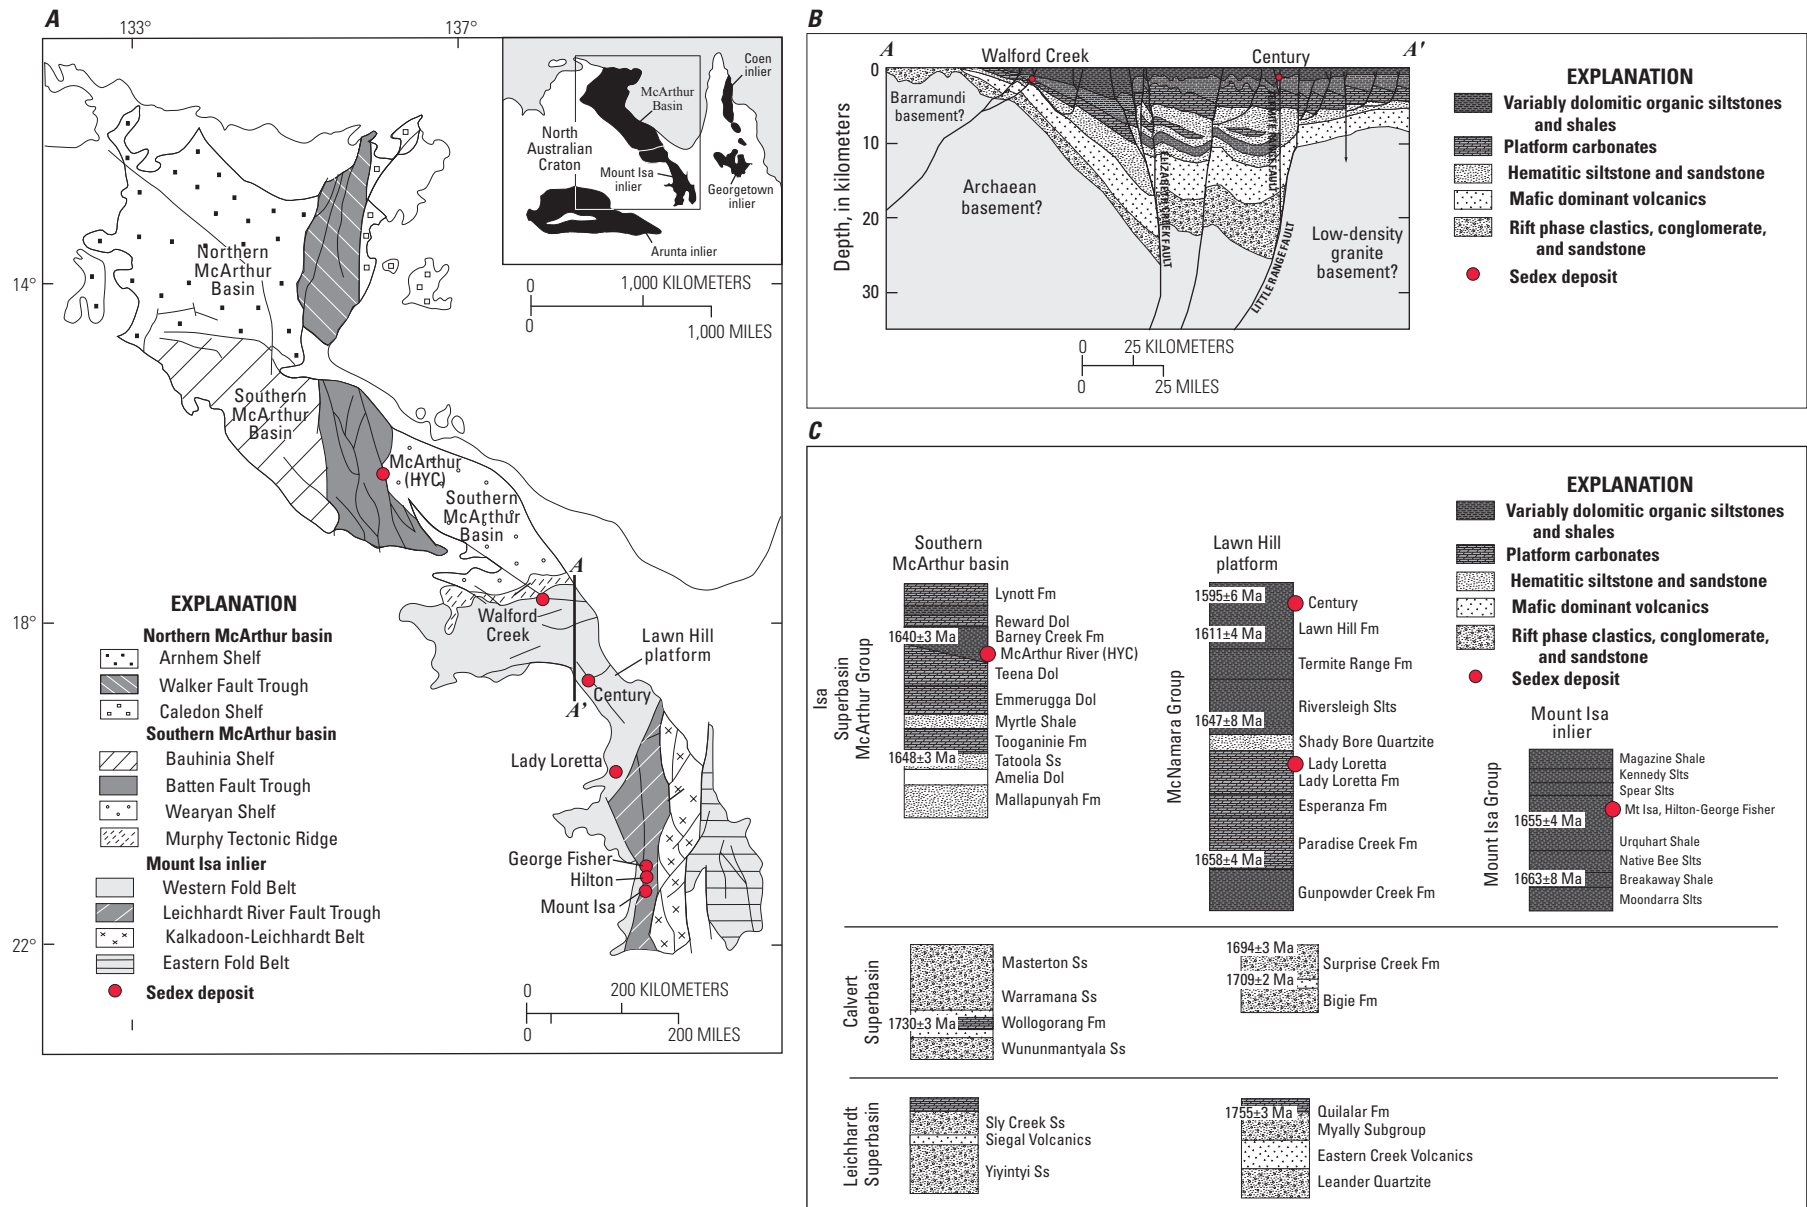 A
133°
137°
14°
18°
22°
Northern
McArthur
Basin
Southern
McArthur
Basin
McArthur
(HYC)
Southern
McArthur
Basin
A
Walford
Creek
Lawn Hill
platform
Century
A'
Lady Loretta
George Fisher
Hilton
Mount Isa
Coen
inlier
McArthur
Basin
North
Australian
Craton
Mount Isa
inlier
Georgetown
inlier
Arunta inlier
0 1,000 KILOMETERS
0 1,000 MILES
EXPLANATION
Northern McArthur basin
Arnhem Shelf
Walker Fault Trough
Caledon Shelf
Southern McArthur basin
Bauhinia Shelf
Batten Fault Trough
Wearyan Shelf
Murphy Tectonic Ridge
Mount Isa inlier
Western Fold Belt
Leichhardt River Fault Trough
Kalkadoon-Leichhardt Belt
Eastern Fold Belt
Sedex deposit
0 200 KILOMETERS
0 200 MILES
B
A
Walford Creek
Century
A'
Depth, in kilometers
0
10
20
30
Barramundi
basement?
Archaean
basement?
Low-density
granite
basement?
ELIZABETH CREEK FAULT
TERMITE RANGE FAULT
LITTLE RANGE FAULT
0 25 KILOMETERS
0 25 MILES
EXPLANATION
Variably dolomitic organic siltstones
and shales
Platform carbonates
Hematitic siltstone and sandstone
Mafic dominant volcanics
Rift phase clastics, conglomerate,
and sandstone
Sedex deposit
C
EXPLANATION
Variably dolomitic organic siltstones
and shales
Platform carbonates
Hematitic siltstone and sandstone
Mafic dominant volcanics
Rift phase clastics, conglomerate,
and sandstone
Sedex deposit
Isa
Superbasin
McArthur Group
Southern
McArthur basin
Lynott Fm
Reward Dol
1640±3 Ma
Barney Creek Fm
McArthur River (HYC)
Teena Dol
Emmerugga Dol
Myrtle Shale
Tooganinie Fm
1648±3 Ma
Tatoola Ss
Amelia Dol
Mallapunyah Fm
McNamara Group
Lawn Hill
platform
1595±6 Ma
Century
1611±4 Ma
Lawn Hill Fm
Termite Range Fm
Riversleigh Slts
1647±8 Ma
Shady Bore Quartzite
Lady Loretta
Lady Loretta Fm
Esperanza Fm
Paradise Creek Fm
1658±4 Ma
Gunpowder Creek Fm
Mount Isa Group
Mount Isa
inlier
Magazine Shale
Kennedy Slts
Spear Slts
Mt Isa, Hilton-George Fisher
1655±4 Ma
Urquhart Shale
Native Bee Slts
1663±8 Ma
Breakaway Shale
Moondarra Slts
Calvert
Superbasin
Masterton Ss
Warramana Ss
1730±3 Ma
Wollogorang Fm
Wununmantyala Ss
1694±3 Ma
Surprise Creek Fm
1709±2 Ma
Bigie Fm
Leichhardt
Superbasin
Sly Creek Ss
Siegal Volcanics
Yiyintyi Ss
1755±3 Ma
Quilalar Fm
Myally Subgroup
Eastern Creek Volcanics
Leander Quartzite